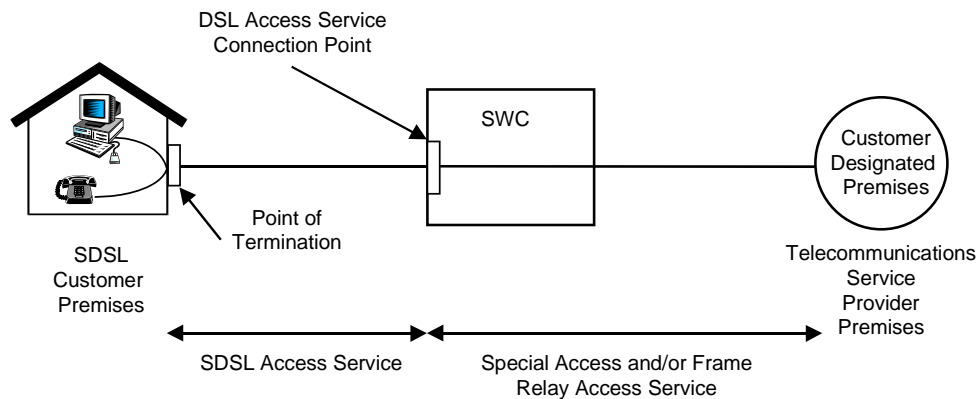 DSL Access Service
Connection Point
SWC
Customer
Designated
Premises
Point of
Termination
SDSL
Customer
Premises
Telecommunications
Service
Provider
Premises
SDSL Access Service
Special Access and/or Frame
Relay Access Service